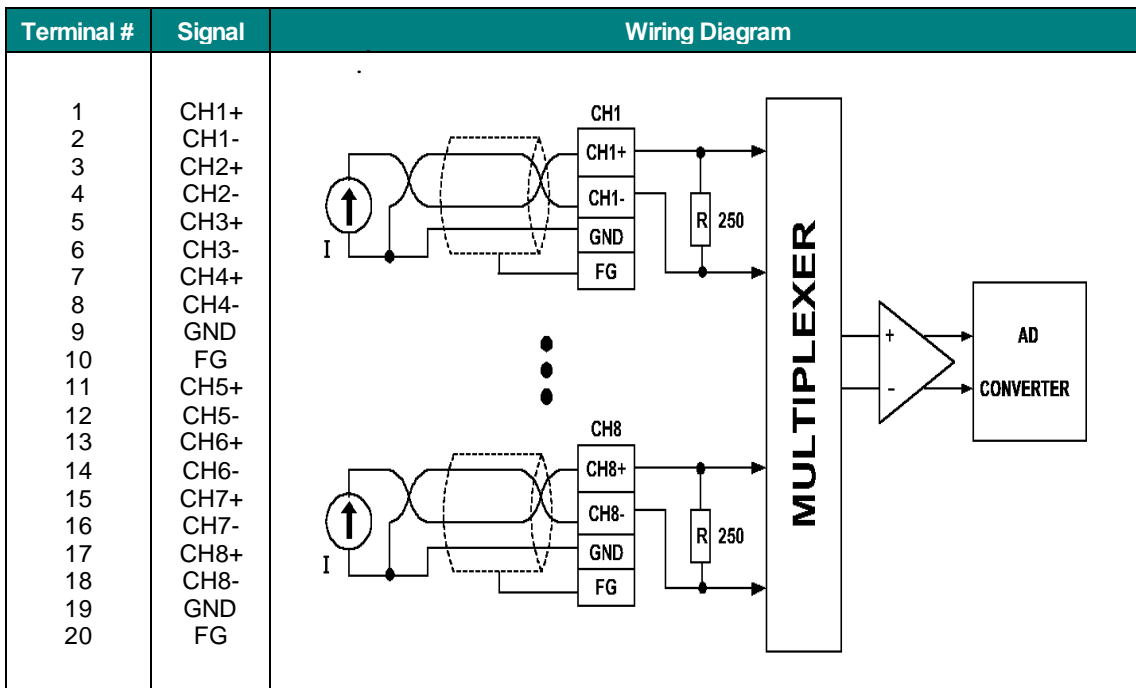 Terminal # Signal Wiring Diagram
1 CH1+
2 CH1-
3 CH2+
4 CH2-
5 CH3+
6 CH3-
7 CH4+
8 CH4-
9 GND
10 FG
11 CH5+
12 CH5-
13 CH6+
14 CH6-
15 CH7+
16 CH7-
17 CH8+
18 CH8-
19 GND
20 FG
CH1
CH1+
CH1-
GND
FG
I
R 250
CH8
CH8+
CH8-
GND
FG
I
R 250
MULTIPLEXER
+
-
AD
CONVERTER